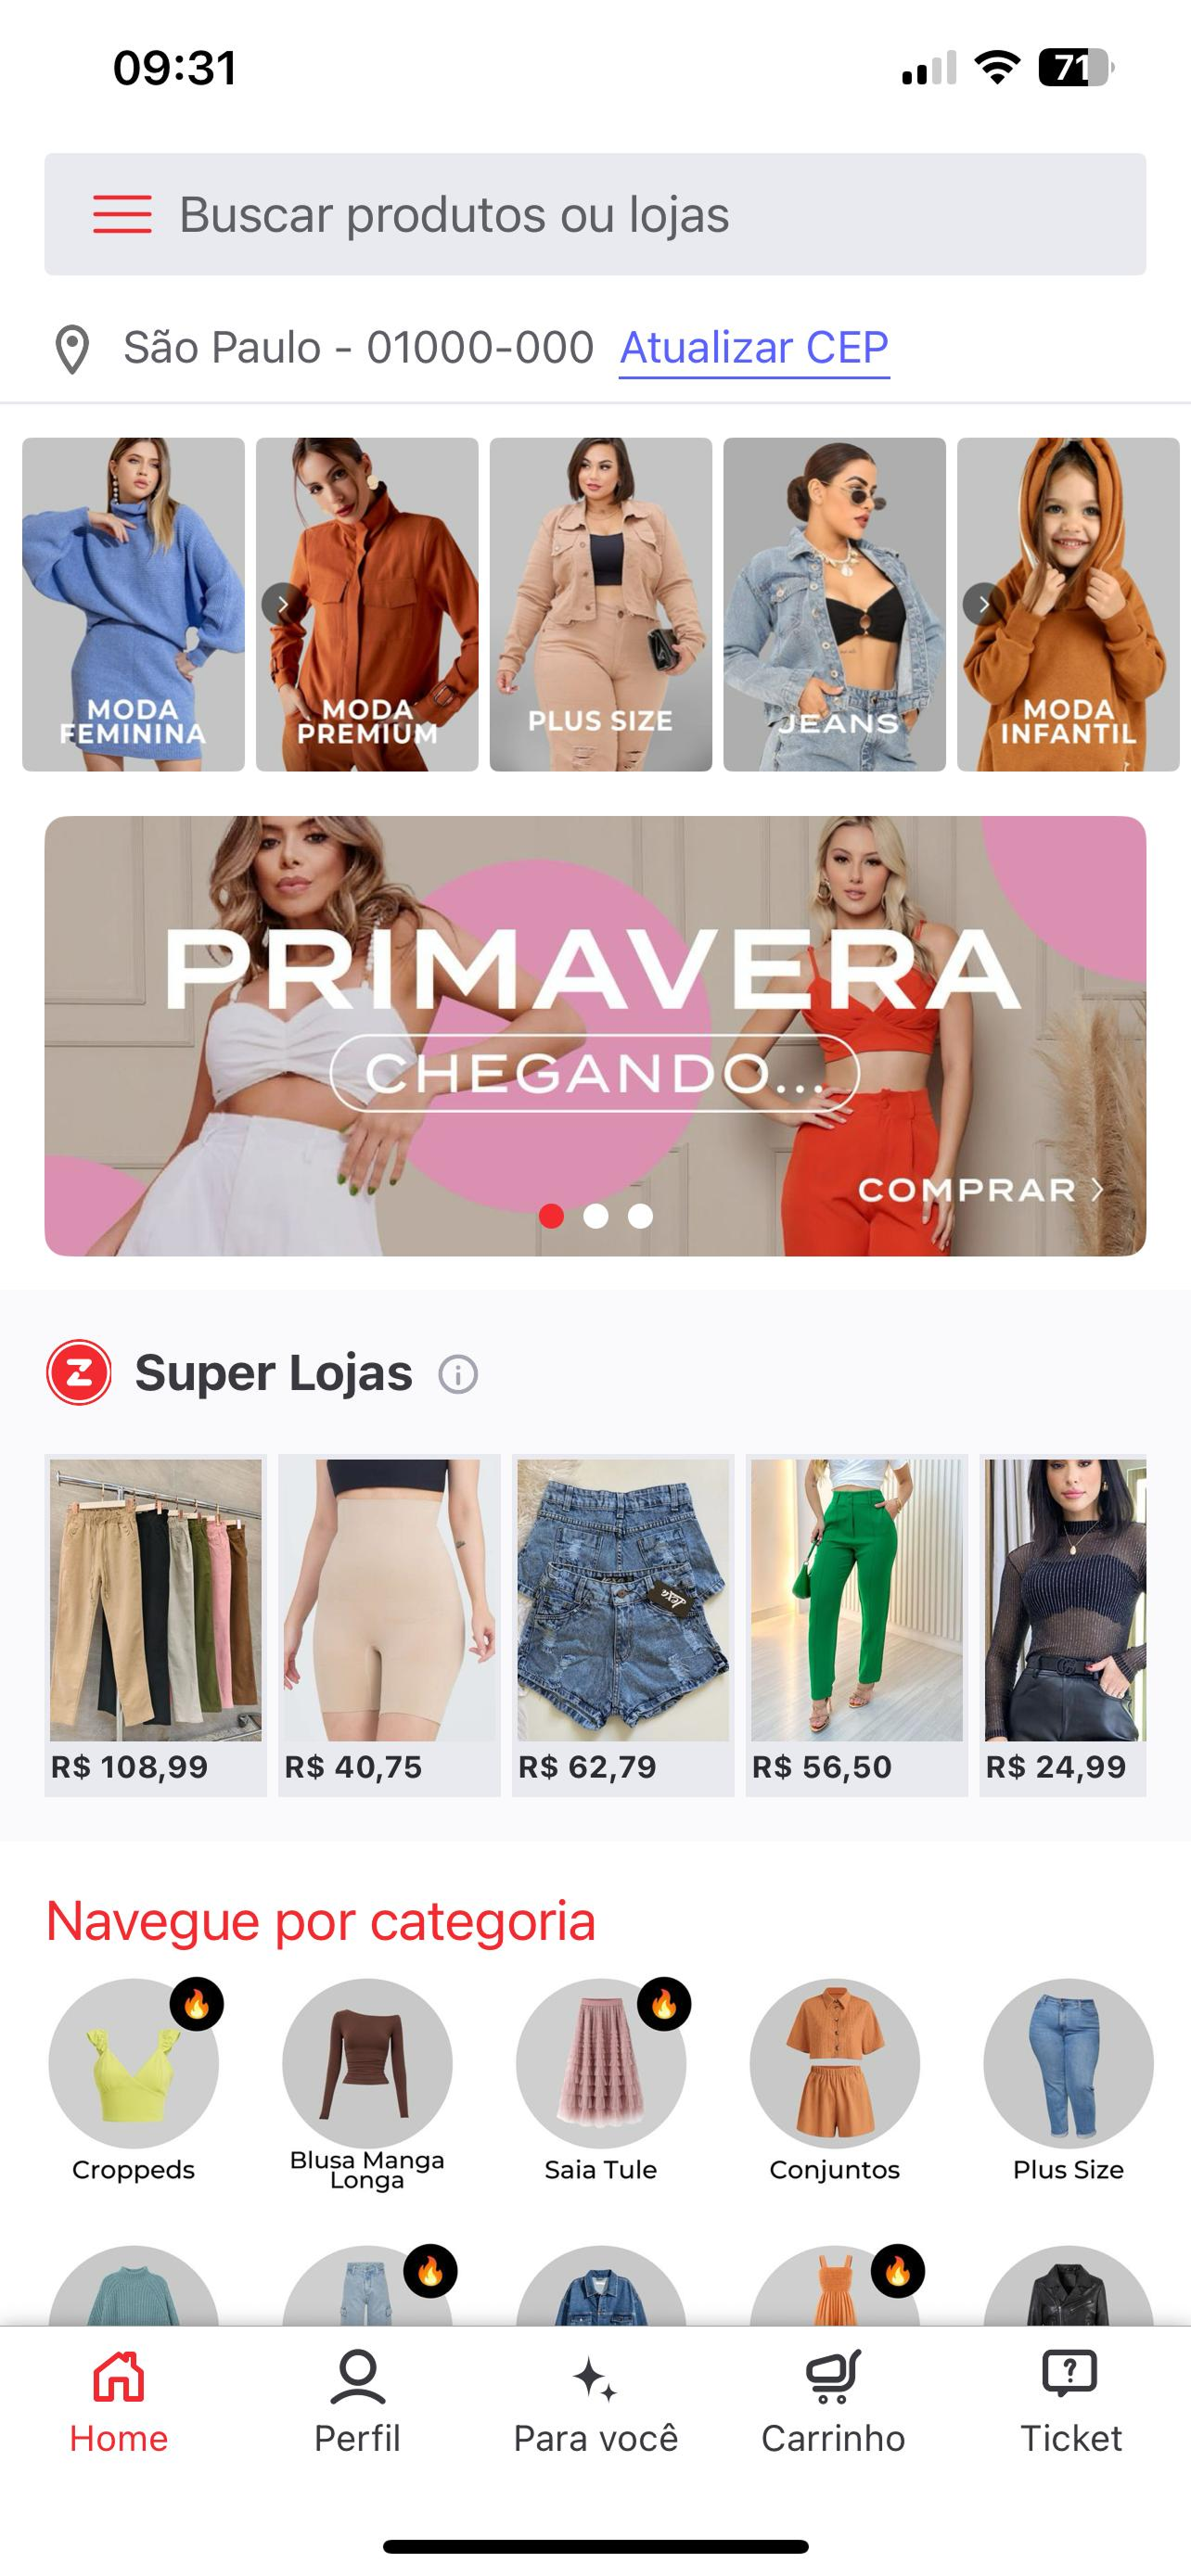 09:31
71
Buscar produtos ou lojas
São Paulo - 01000-000 Atualizar CEP
MODA
FEMININA
MODA
PREMIUM
PLUS SIZE
JEANS
MODA
INFANTIL
PRIMAVERA
CHEGANDO...
COMPRAR
Z Super Lojas
R$ 108,99
R$ 40,75
R$ 62,79
R$ 56,50
R$ 24,99
Navegue por categoria
Croppeds
Blusa Manga
Longa
Saia Tule
Conjuntos
Plus Size
Home
Perfil
Para você
Carrinho
Ticket